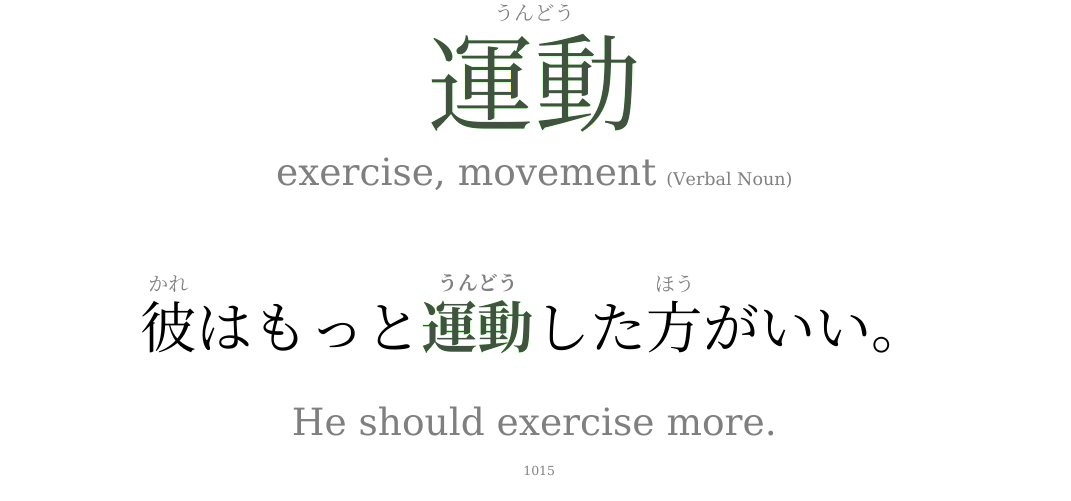 うんどう
運動
exercise, movement (Verbal Noun)
かれ うんどう ほう
彼はもっと運動した方がいい。
He should exercise more.
1015